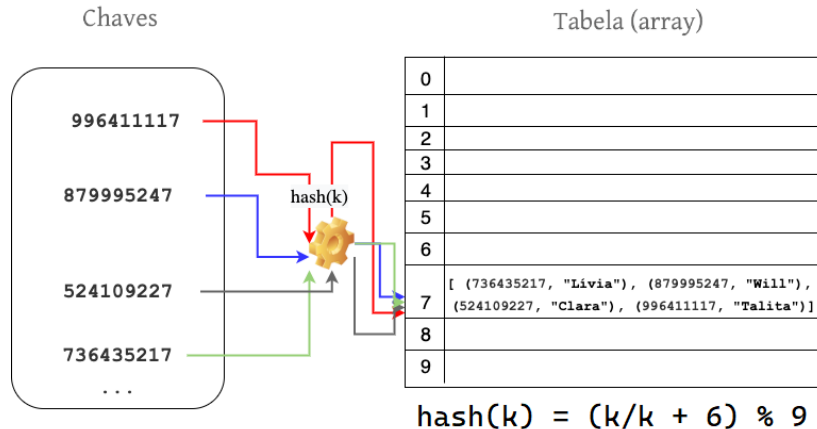 Chaves
Tabela (array)
996411117
879995247
524109227
736435217
...
hash(k)
0
1
2
3
4
5
6
7
[ (736435217, "Lívia"), (879995247, "Will"),
(524109227, "Clara"), (996411117, "Talita")]
8
9
hash(k) = (k/k + 6) % 9